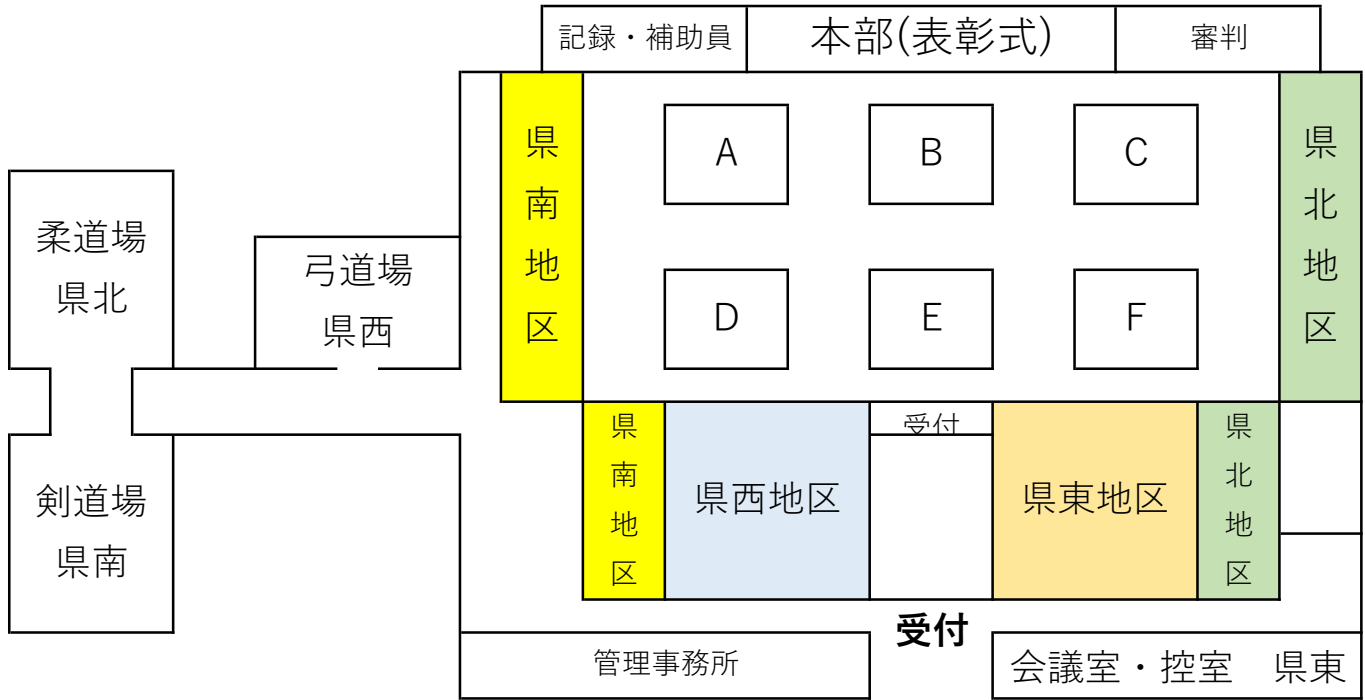 記録・補助員
本部(表彰式)
審判
県南地区
A
B
C
県北地区
柔道場
県北
弓道場
県西
D
E
F
県南地区
県西地区
受付
県東地区
県北地区
剣道場
県南
受付
管理事務所
会議室・控室　県東